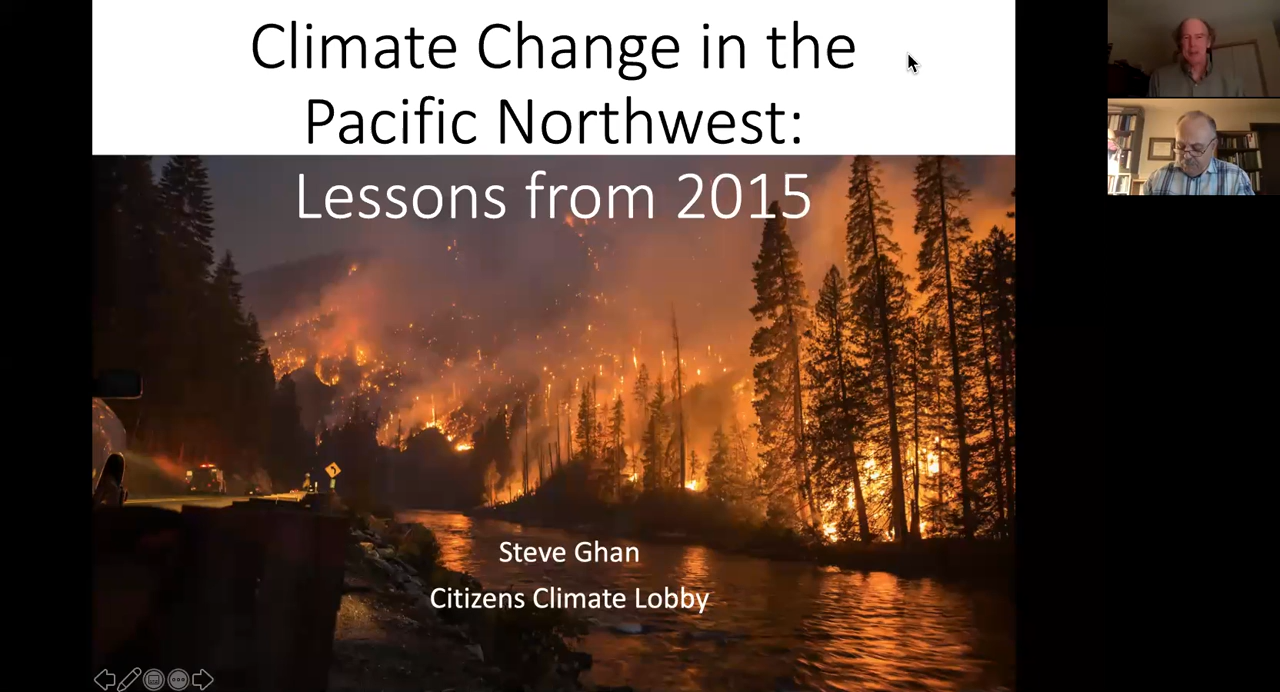 Climate Change in the
Pacific Northwest:
Lessons from 2015
Steve Ghan
Citizens Climate Lobby